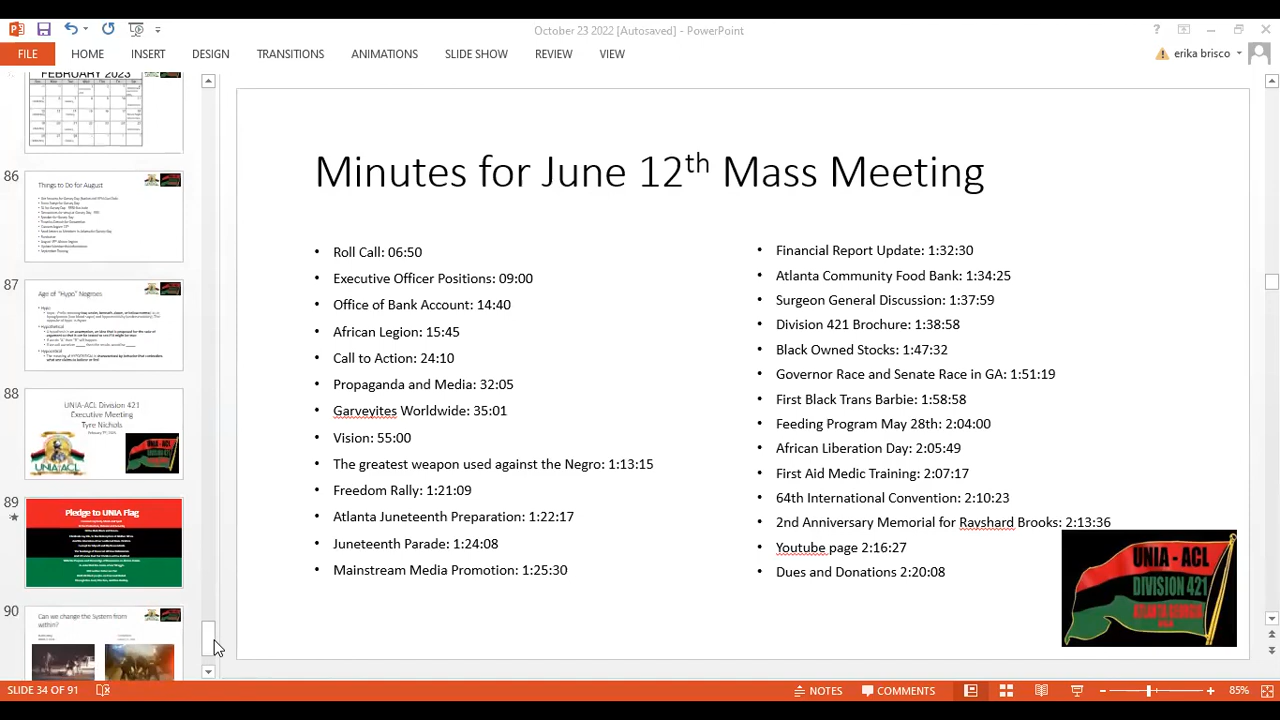 October 23 2022 [Autosaved] - PowerPoint
?
FILE
HOME
INSERT
DESIGN
TRANSITIONS
ANIMATIONS
SLIDE SHOW
REVIEW
VIEW
erika brisco
FEBRUARY 2023
86
Things to Do for August
87
Age of "Hypo" Negroes
88
UNIA-ACL Division 421
Executive Meeting
Tyre Nichols
UNIA-ACL
89
Pledge to UNIA Flag
90
Can we change the System from
within?
Minutes for June 12th Mass Meeting
• Roll Call: 06:50
• Executive Officer Positions: 09:00
• Office of Bank Account: 14:40
• African Legion: 15:45
• Call to Action: 24:10
• Propaganda and Media: 32:05
• Garveyites Worldwide: 35:01
• Vision: 55:00
• The greatest weapon used against the Negro: 1:13:15
• Freedom Rally: 1:21:09
• Atlanta Juneteenth Preparation: 1:22:17
• Juneteenth Parade: 1:24:08
• Mainstream Media Promotion: 1:25:30
• Financial Report Update: 1:32:30
• Atlanta Community Food Bank: 1:34:25
• Surgeon General Discussion: 1:37:59
• Division 421 Brochure: 1:38:59
• Black Owned Stocks: 1:47:32
• Governor Race and Senate Race in GA: 1:51:19
• First Black Trans Barbie: 1:58:58
• Feeding Program May 28th: 2:04:00
• African Liberation Day: 2:05:49
• First Aid Medic Training: 2:07:17
• 64th International Convention: 2:10:23
• 2nd Anniversary Memorial for Raychard Brooks: 2:13:36
• Youtube page 2:16:27
• Dues and Donations 2:20:08
UNIA - ACL
DIVISION 421
ATLANTA GEORGIA
SLIDE 34 OF 91
NOTES
COMMENTS
85%